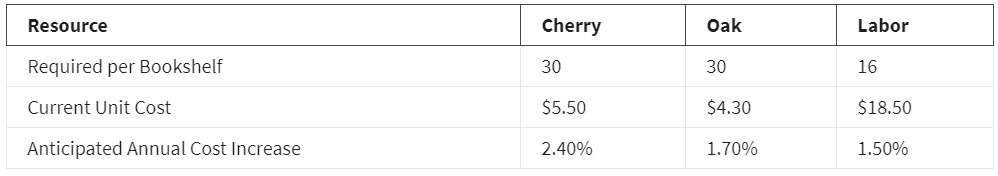 Resource Cherry Oak Labor
Required per Bookshelf 30 30 16
Current Unit Cost $5.50 $4.30 $18.50
Anticipated Annual Cost Increase 2.40% 1.70% 1.50%